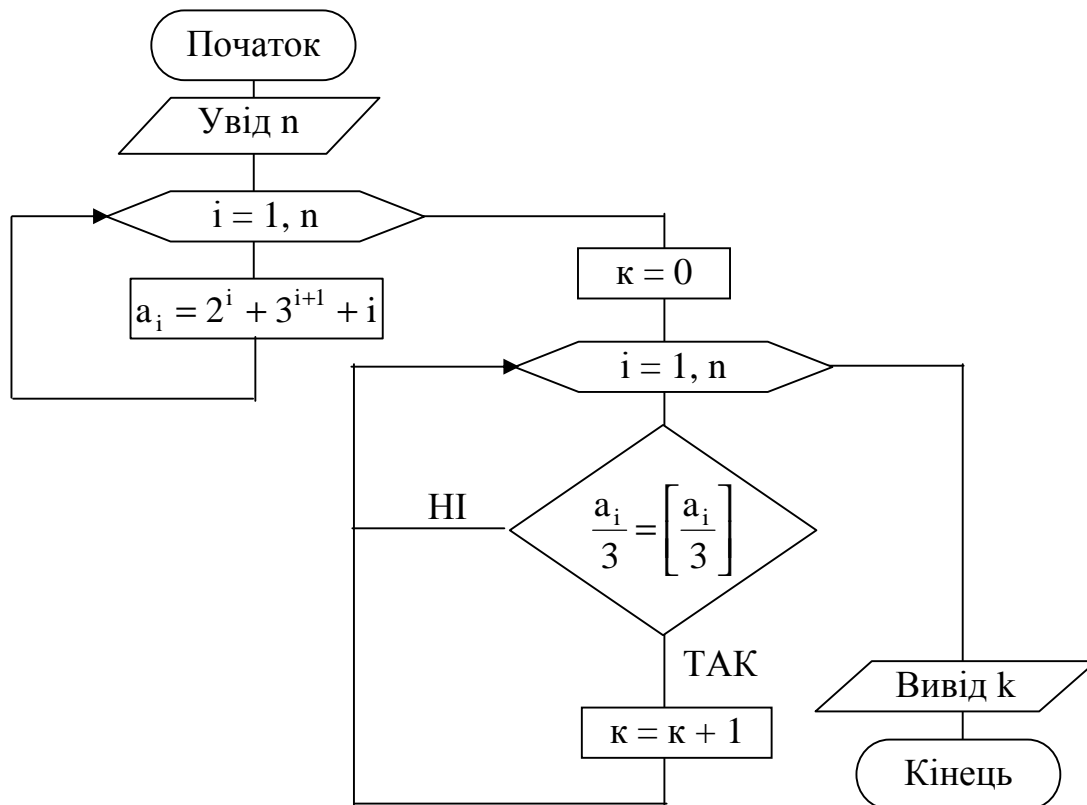 Початок
Увід n
i = 1, n
a_i = 2^i + 3^{i+1} + i
к = 0
i = 1, n
НІ
a_i/3 = [a_i/3]
ТАК
к = к + 1
Вивід k
Кінець